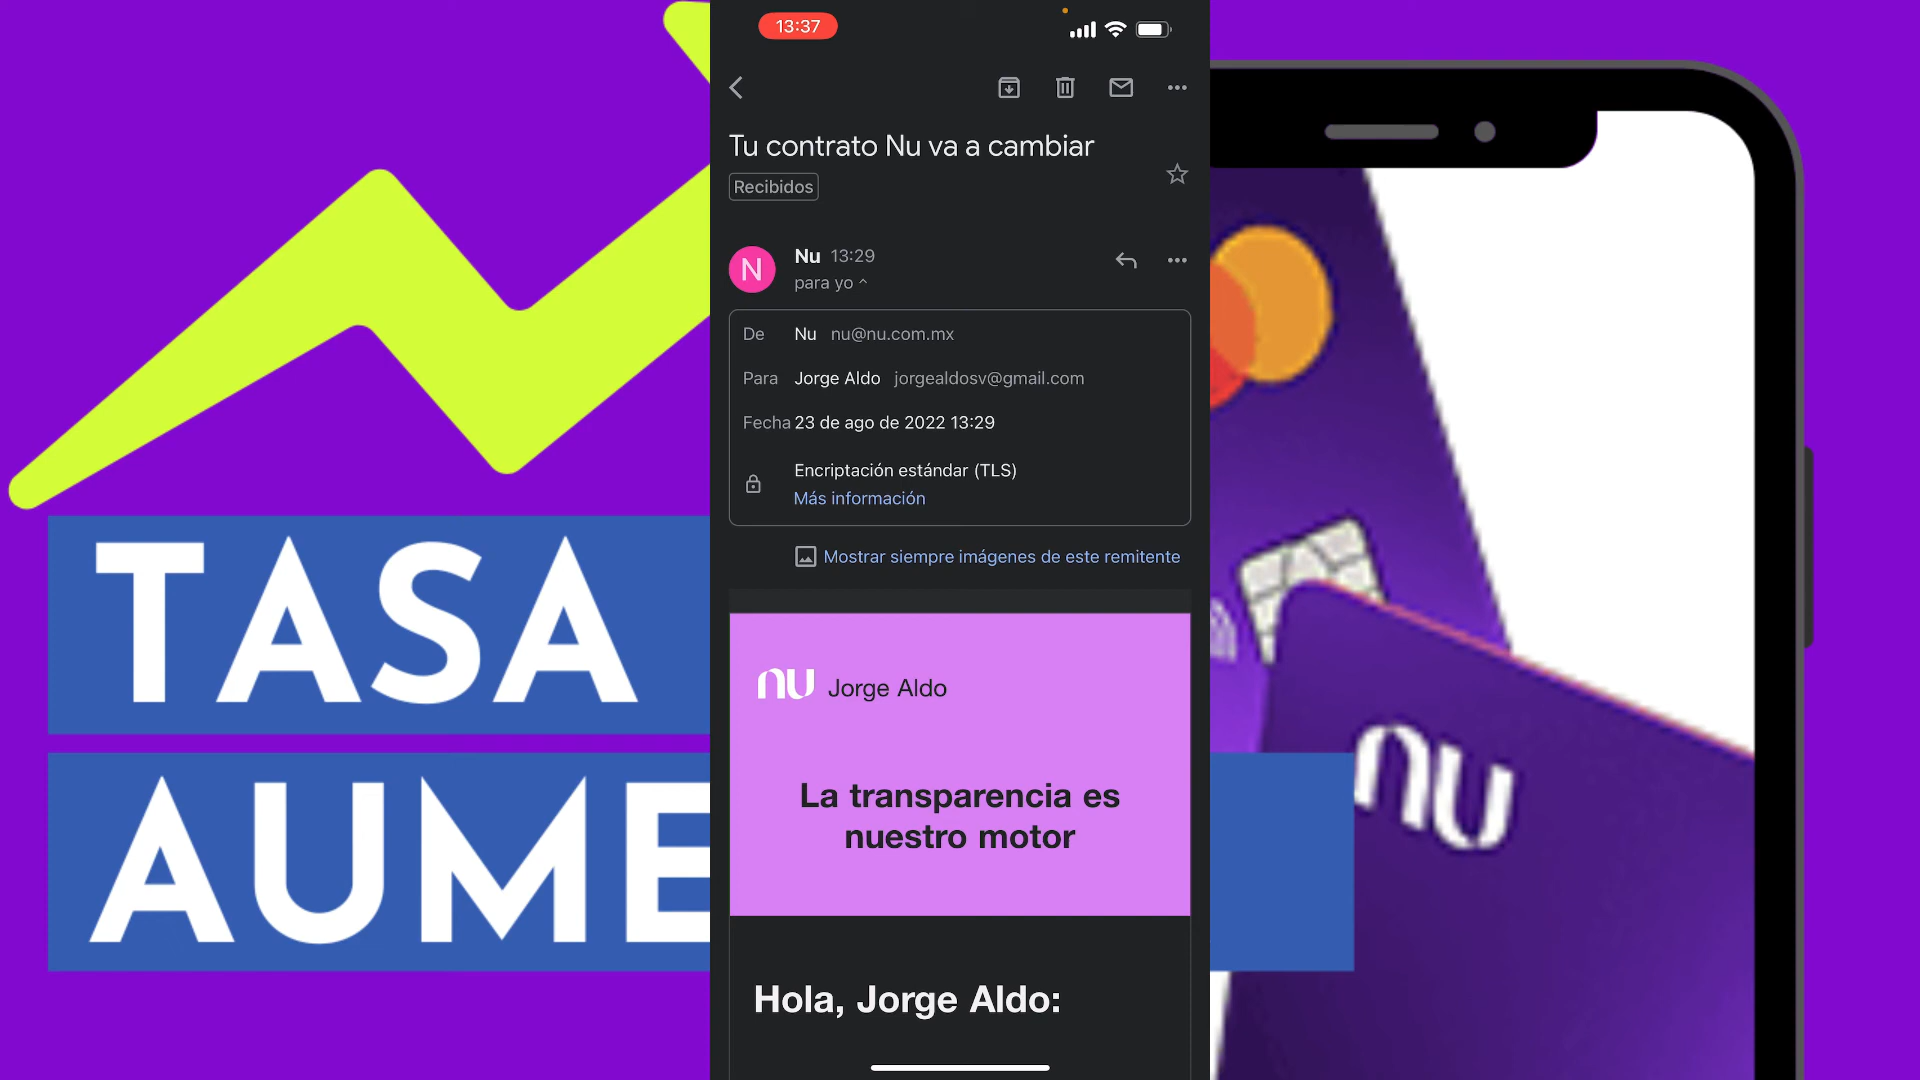 13:37
Tu contrato Nu va a cambiar
Recibidos
N
Nu 13:29
para yo
De Nu nu@nu.com.mx
Para Jorge Aldo jorgealdosv@gmail.com
Fecha 23 de ago de 2022 13:29
Encriptación estándar (TLS)
Más información
Mostrar siempre imágenes de este remitente
nu Jorge Aldo
La transparencia es
nuestro motor
Hola, Jorge Aldo:
TASA
AUME
nu